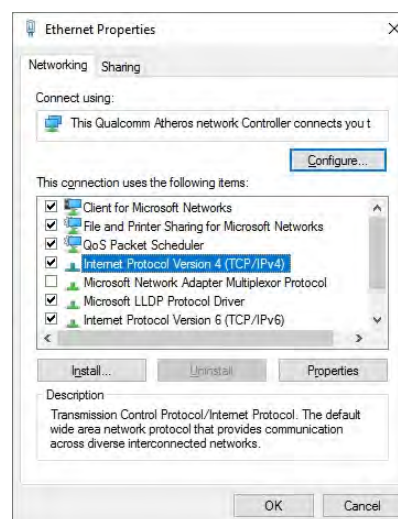 Ethernet Properties
Networking Sharing
Connect using:
This Qualcomm Atheros network Controller connects you t
Configure...
This connection uses the following items:
Client for Microsoft Networks
File and Printer Sharing for Microsoft Networks
QoS Packet Scheduler
Internet Protocol Version 4 (TCP/IPv4)
Microsoft Network Adapter Multiplexor Protocol
Microsoft LLDP Protocol Driver
Internet Protocol Version 6 (TCP/IPv6)
Install... Uninstall Properties
Description
Transmission Control Protocol/Internet Protocol. The default
wide area network protocol that provides communication
across diverse interconnected networks.
OK Cancel